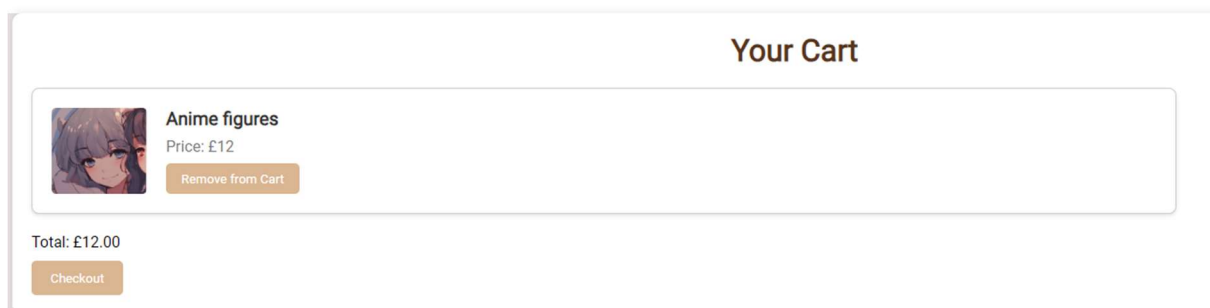 Your Cart
Anime figures
Price: £12
Remove from Cart
Total: £12.00
Checkout